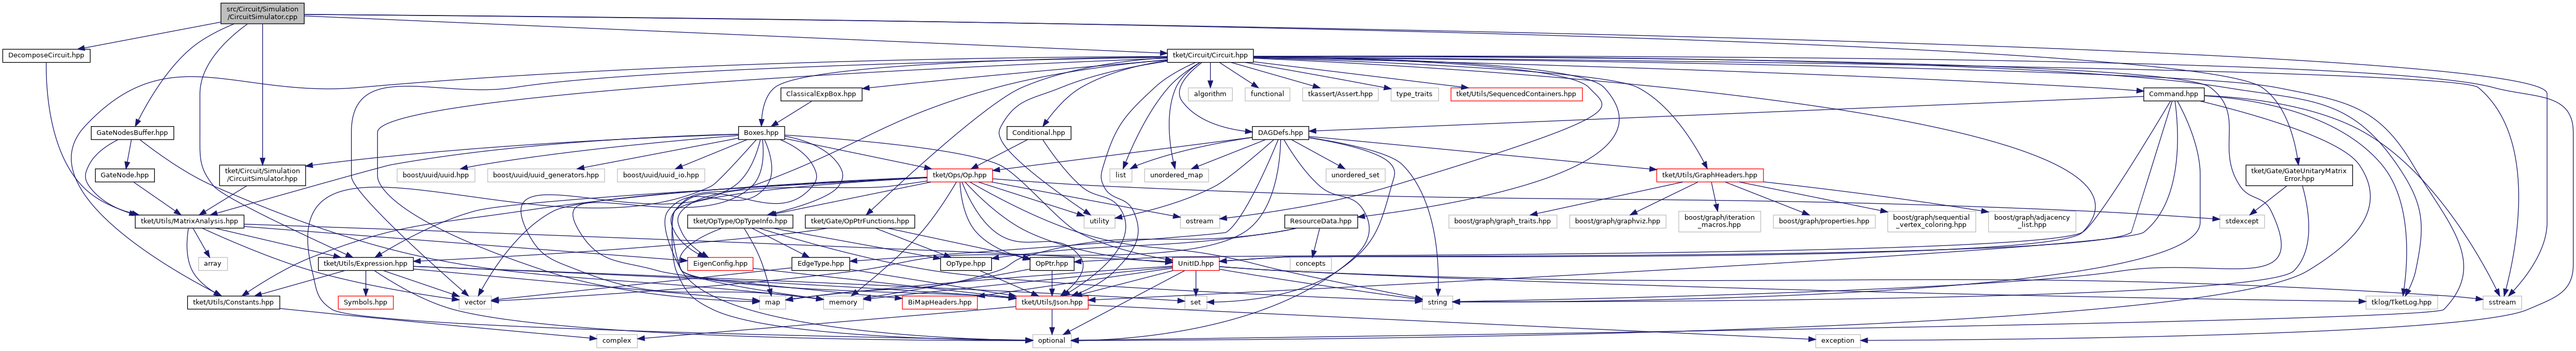 src/Circuit/Simulation
/CircuitSimulator.cpp
DecomposeCircuit.hpp
tket/Circuit/Circuit.hpp
ClassicalExpBox.hpp
algorithm
functional
tkassert/Assert.hpp
type_traits
tket/Utils/SequencedContainers.hpp
Command.hpp
GateNodesBuffer.hpp
Boxes.hpp
Conditional.hpp
DAGDefs.hpp
GateNode.hpp
tket/Circuit/Simulation
/CircuitSimulator.hpp
boost/uuid/uuid.hpp
boost/uuid/uuid_generators.hpp
boost/uuid/uuid_io.hpp
tket/Ops/Op.hpp
list
unordered_map
unordered_set
tket/Utils/GraphHeaders.hpp
tket/Gate/GateUnitaryMatrix
Error.hpp
tket/Utils/MatrixAnalysis.hpp
tket/OpType/OpTypeInfo.hpp
tket/Gate/OpPtrFunctions.hpp
utility
ostream
ResourceData.hpp
boost/graph/graph_traits.hpp
boost/graph/graphviz.hpp
boost/graph/iteration
_macros.hpp
boost/graph/properties.hpp
boost/graph/sequential
_vertex_coloring.hpp
boost/graph/adjacency
_list.hpp
stdexcept
array
tket/Utils/Expression.hpp
EigenConfig.hpp
EdgeType.hpp
OpType.hpp
OpPtr.hpp
UnitID.hpp
concepts
tket/Utils/Constants.hpp
Symbols.hpp
vector
map
memory
BiMapHeaders.hpp
tket/Utils/Json.hpp
set
string
tklog/TketLog.hpp
sstream
complex
optional
exception